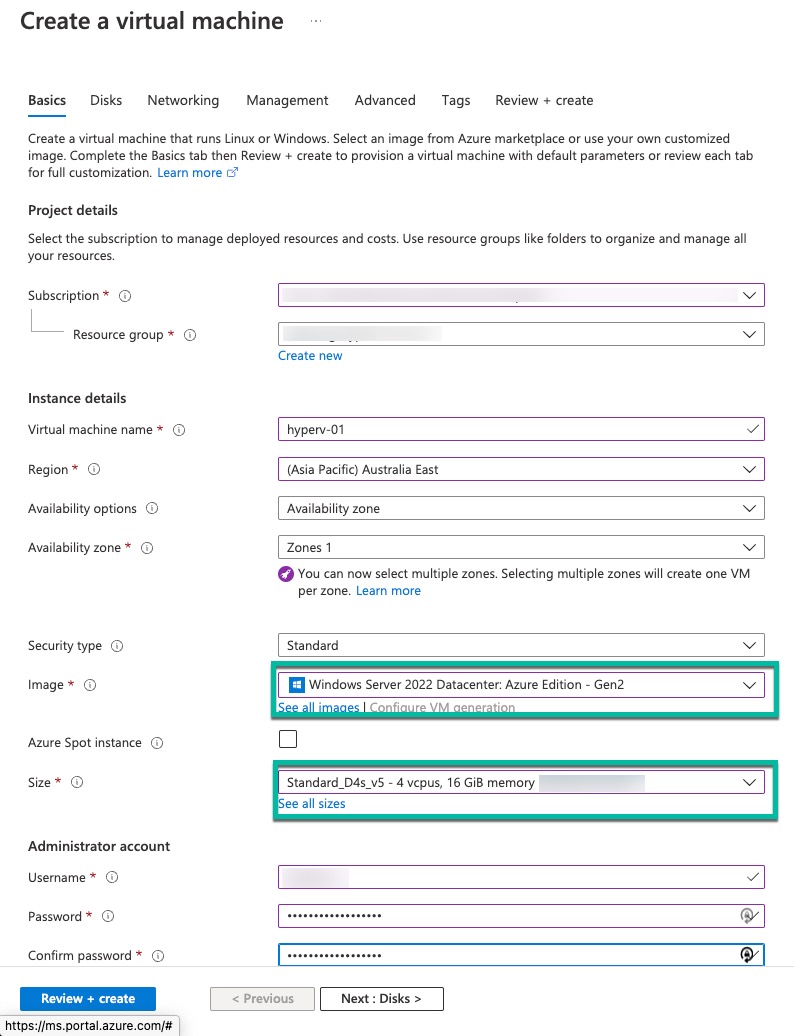 Create a virtual machine ...
Basics Disks Networking Management Advanced Tags Review + create
Create a virtual machine that runs Linux or Windows. Select an image from Azure marketplace or use your own customized
image. Complete the Basics tab then Review + create to provision a virtual machine with default parameters or review each tab
for full customization. Learn more
Project details
Select the subscription to manage deployed resources and costs. Use resource groups like folders to organize and manage all
your resources.
Subscription *
Resource group *
Create new
Instance details
Virtual machine name * hyperv-01
Region * (Asia Pacific) Australia East
Availability options Availability zone
Availability zone * Zones 1
You can now select multiple zones. Selecting multiple zones will create one VM
per zone. Learn more
Security type Standard
Image * Windows Server 2022 Datacenter: Azure Edition - Gen2
See all images | Configure VM generation
Azure Spot instance
Size * Standard_D4s_v5 - 4 vcpus, 16 GiB memory
See all sizes
Administrator account
Username *
Password * ••••••••••••••••••
Confirm password * ••••••••••••••••••
Review + create < Previous Next : Disks >
https://ms.portal.azure.com/#